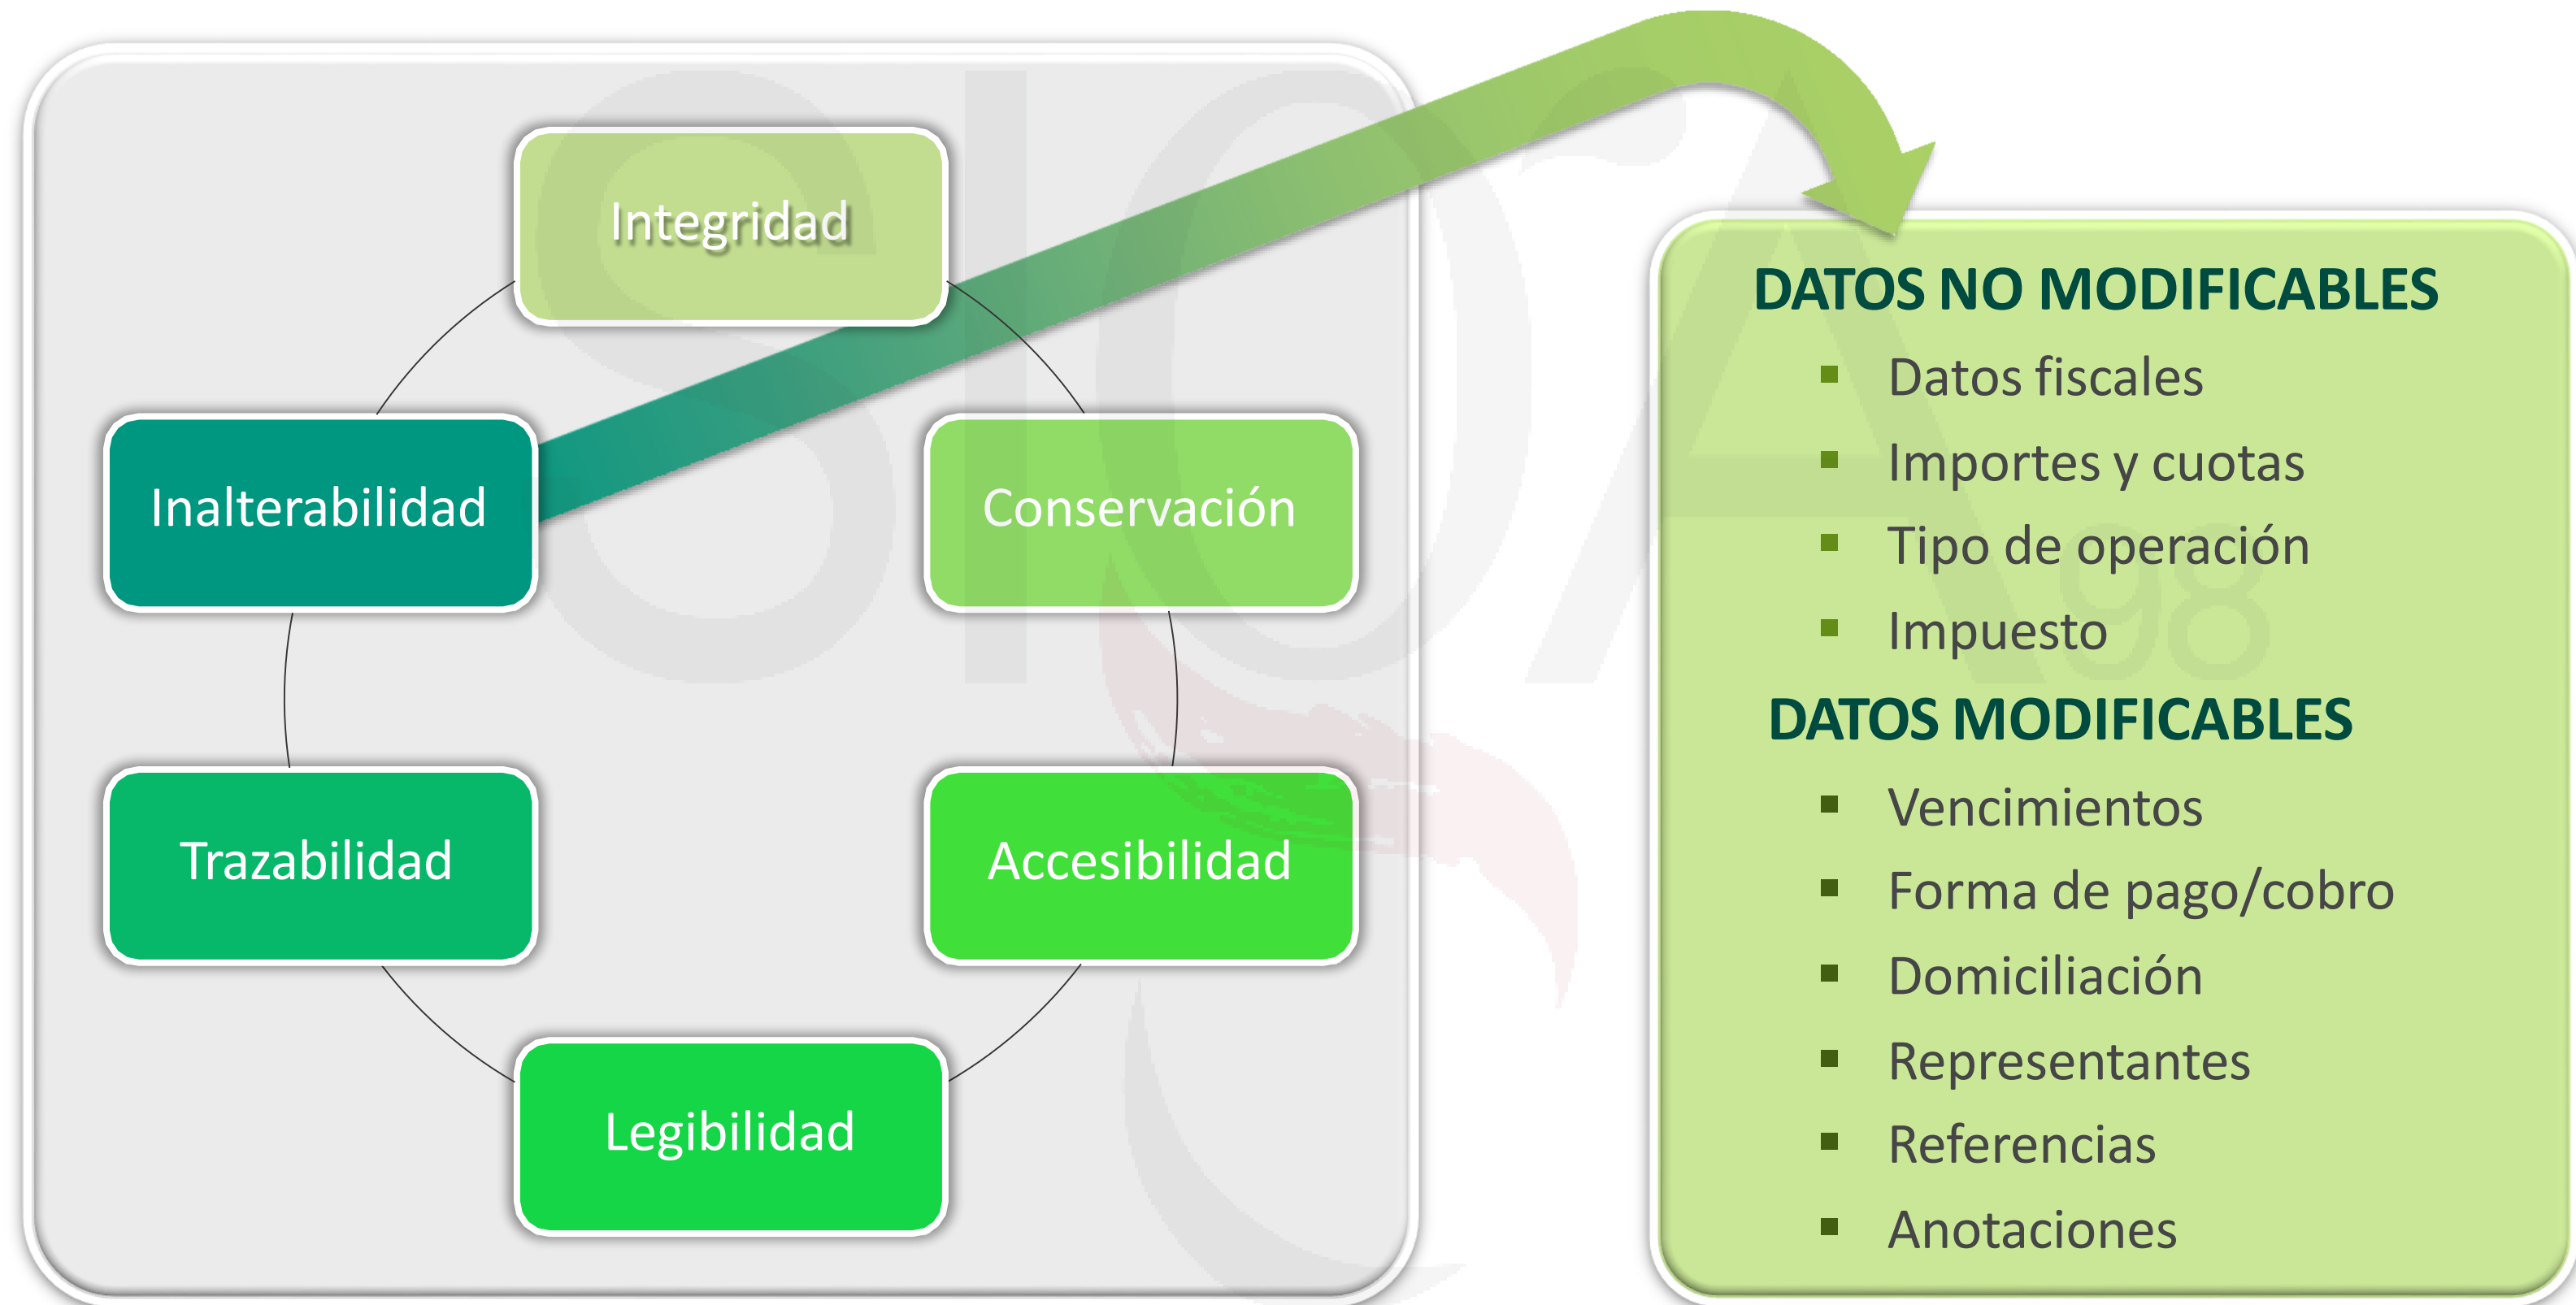 Integridad
Inalterabilidad
Conservación
Trazabilidad
Accesibilidad
Legibilidad
DATOS NO MODIFICABLES
Datos fiscales
Importes y cuotas
Tipo de operación
Impuesto
DATOS MODIFICABLES
Vencimientos
Forma de pago/cobro
Domiciliación
Representantes
Referencias
Anotaciones
98